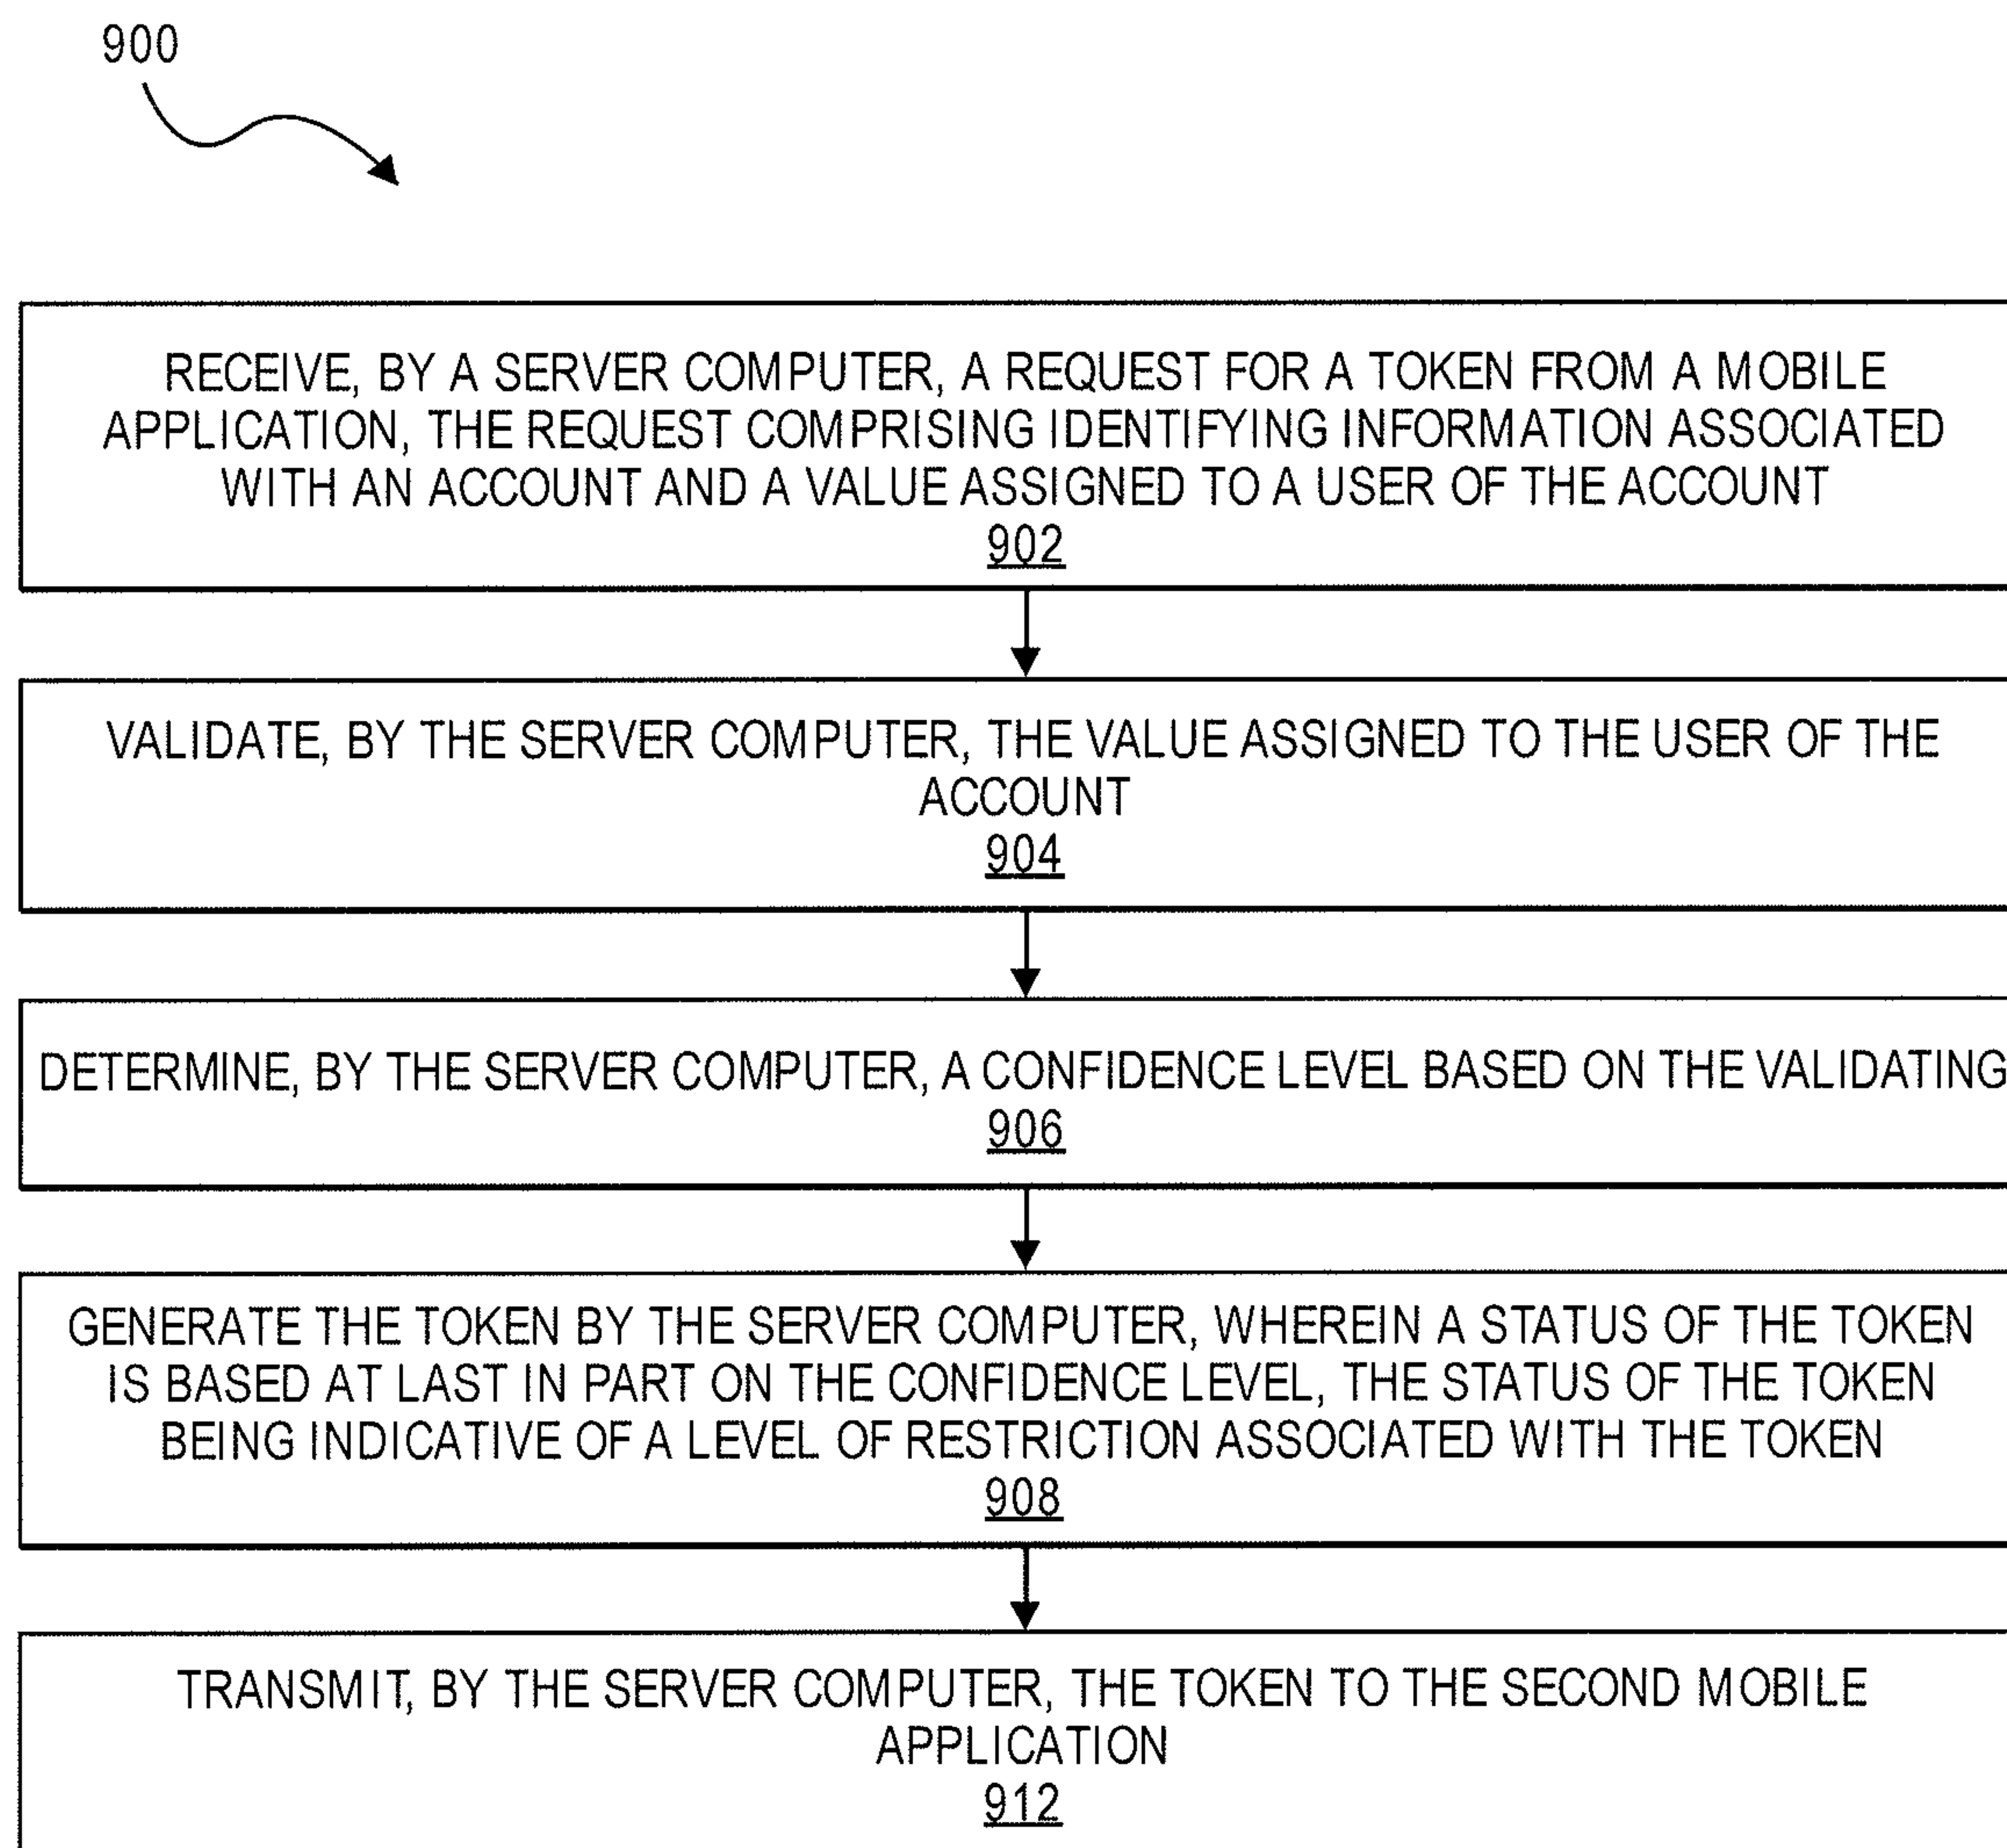 900
RECEIVE, BY A SERVER COMPUTER, A REQUEST FOR A TOKEN FROM A MOBILE
APPLICATION, THE REQUEST COMPRISING IDENTIFYING INFORMATION ASSOCIATED
WITH AN ACCOUNT AND A VALUE ASSIGNED TO A USER OF THE ACCOUNT
902
VALIDATE, BY THE SERVER COMPUTER, THE VALUE ASSIGNED TO THE USER OF THE
ACCOUNT
904
DETERMINE, BY THE SERVER COMPUTER, A CONFIDENCE LEVEL BASED ON THE VALIDATING
906
GENERATE THE TOKEN BY THE SERVER COMPUTER, WHEREIN A STATUS OF THE TOKEN
IS BASED AT LAST IN PART ON THE CONFIDENCE LEVEL, THE STATUS OF THE TOKEN
BEING INDICATIVE OF A LEVEL OF RESTRICTION ASSOCIATED WITH THE TOKEN
908
TRANSMIT, BY THE SERVER COMPUTER, THE TOKEN TO THE SECOND MOBILE
APPLICATION
912